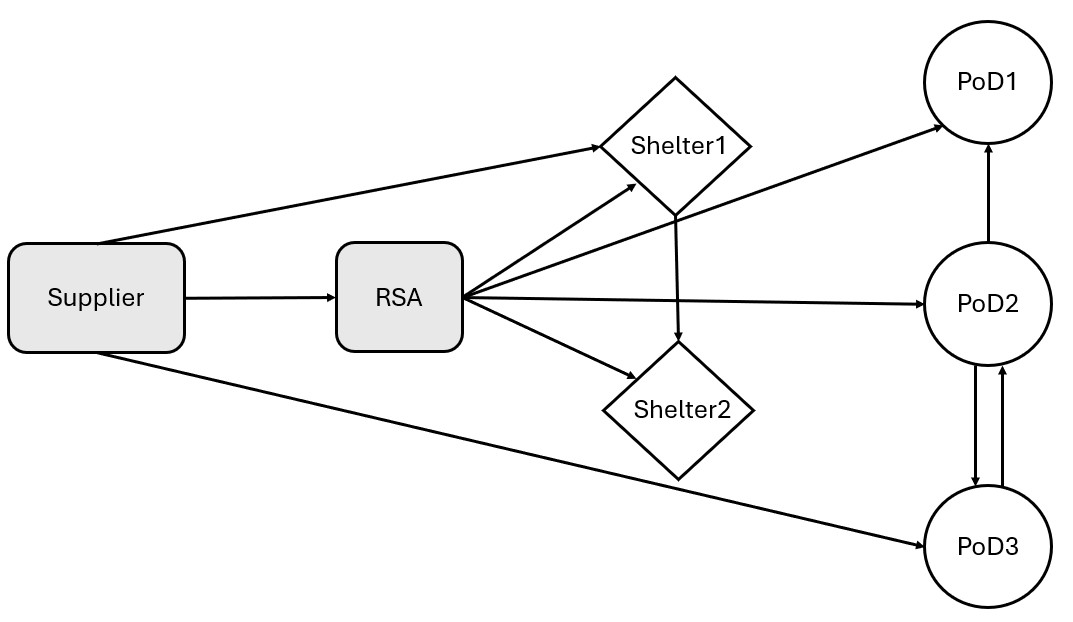 Supplier
RSA
Shelter1
Shelter2
PoD1
PoD2
PoD3